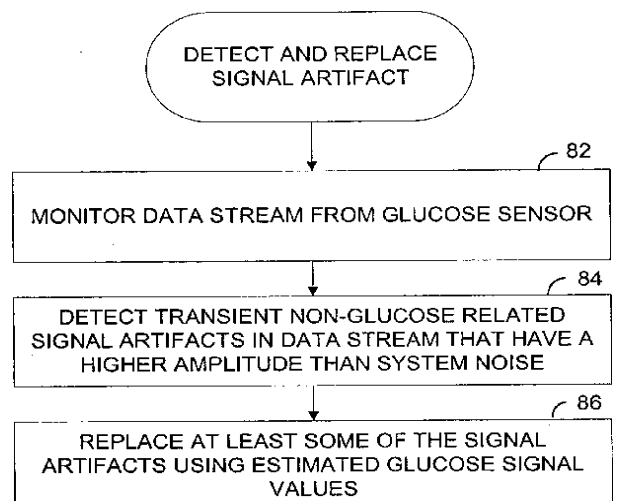 DETECT AND REPLACE
SIGNAL ARTIFACT
82
MONITOR DATA STREAM FROM GLUCOSE SENSOR
84
DETECT TRANSIENT NON-GLUCOSE RELATED
SIGNAL ARTIFACTS IN DATA STREAM THAT HAVE A
HIGHER AMPLITUDE THAN SYSTEM NOISE
86
REPLACE AT LEAST SOME OF THE SIGNAL
ARTIFACTS USING ESTIMATED GLUCOSE SIGNAL
VALUES